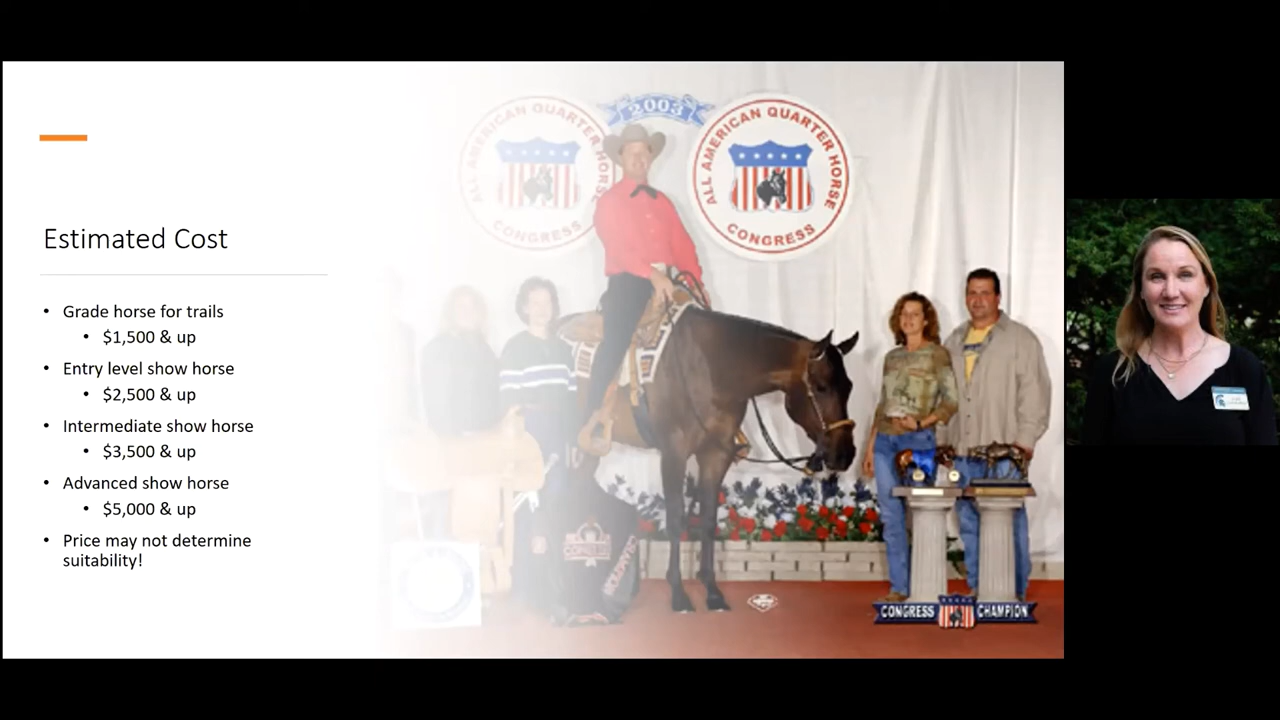 2003
ALL AMERICAN QUARTER HORSE
CONGRESS
ALL AMERICAN QUARTER HORSE
CONGRESS
Estimated Cost
• Grade horse for trails
• $1,500 & up
• Entry level show horse
• $2,500 & up
• Intermediate show horse
• $3,500 & up
• Advanced show horse
• $5,000 & up
• Price may not determine
suitability!
CONGRESS CHAMPION